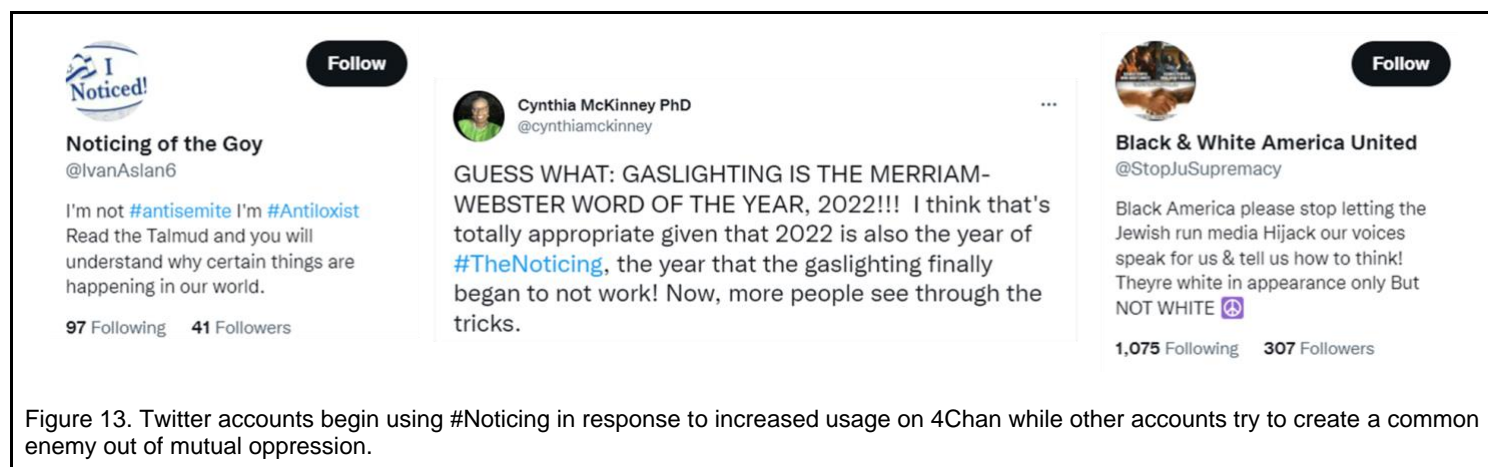 I
Noticed!
Follow
Noticing of the Goy
@IvanAslan6
I'm not #antisemite I'm #Antiloxist
Read the Talmud and you will
understand why certain things are
happening in our world.
97 Following 41 Followers
Cynthia McKinney PhD
@cynthiamckinney
GUESS WHAT: GASLIGHTING IS THE MERRIAM-
WEBSTER WORD OF THE YEAR, 2022!!! I think that's
totally appropriate given that 2022 is also the year of
#TheNoticing, the year that the gaslighting finally
began to not work! Now, more people see through the
tricks.
Follow
Black & White America United
@StopJuSupremacy
Black America please stop letting the
Jewish run media Hijack our voices
speak for us & tell us how to think!
Theyre white in appearance only But
NOT WHITE ☮
1,075 Following 307 Followers
Figure 13. Twitter accounts begin using #Noticing in response to increased usage on 4Chan while other accounts try to create a common
enemy out of mutual oppression.